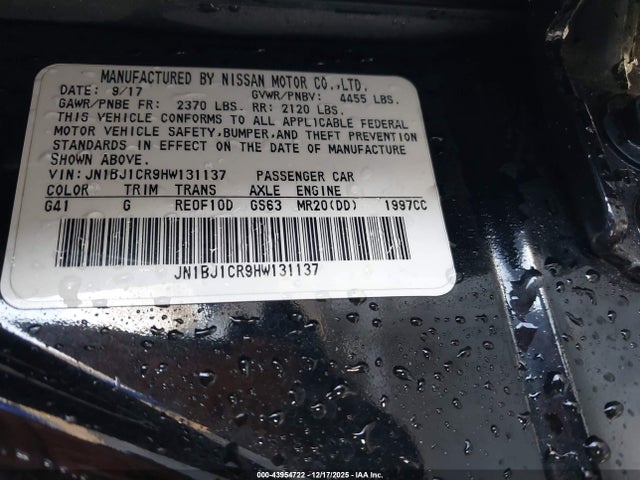 MANUFACTURED BY NISSAN MOTOR CO.,LTD.
DATE: 9/17 GVWR/PNBV: 4455 LBS.
GAWR/PNBE FR: 2370 LBS. RR: 2120 LBS.
THIS VEHICLE CONFORMS TO ALL APPLICABLE FEDERAL
MOTOR VEHICLE SAFETY,BUMPER,AND THEFT PREVENTION
STANDARDS IN EFFECT ON THE DATE OF MANUFACTURE
SHOWN ABOVE.
VIN:JN1BJ1CR9HW131137 PASSENGER CAR
COLOR TRIM TRANS AXLE ENGINE
G41 G RE0F10D GS63 MR20(DD) 1997CC
JN1BJ1CR9HW131137
000-43954722 - 12/17/2025 - IAA Inc.